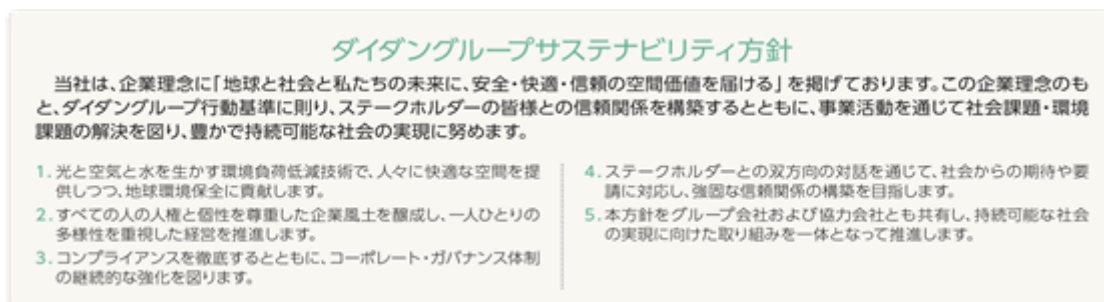 ダイダングループサステナビリティ方針
当社は、企業理念に「地球と社会と私たちの未来に、安全・快適・信頼の空間価値を届ける」を掲げております。この企業理念のも
と、ダイダングループ行動基準に則り、ステークホルダーの皆様との信頼関係を構築するとともに、事業活動を通じて社会課題・環境
課題の解決を図り、豊かで持続可能な社会の実現に努めます。
1. 光と空気と水を生かす環境負荷低減技術で、人々に快適な空間を提
供しつつ、地球環境保全に貢献します。
2. すべての人の人権と個性を尊重した企業風土を醸成し、一人ひとりの
多様性を重視した経営を推進します。
3. コンプライアンスを徹底するとともに、コーポレート・ガバナンス体制
の継続的な強化を図ります。
4. ステークホルダーとの双方向の対話を通じて、社会からの期待や要
請に対応し、強固な信頼関係の構築を目指します。
5. 本方針をグループ会社および協力会社とも共有し、持続可能な社会
の実現に向けた取り組みを一体となって推進します。